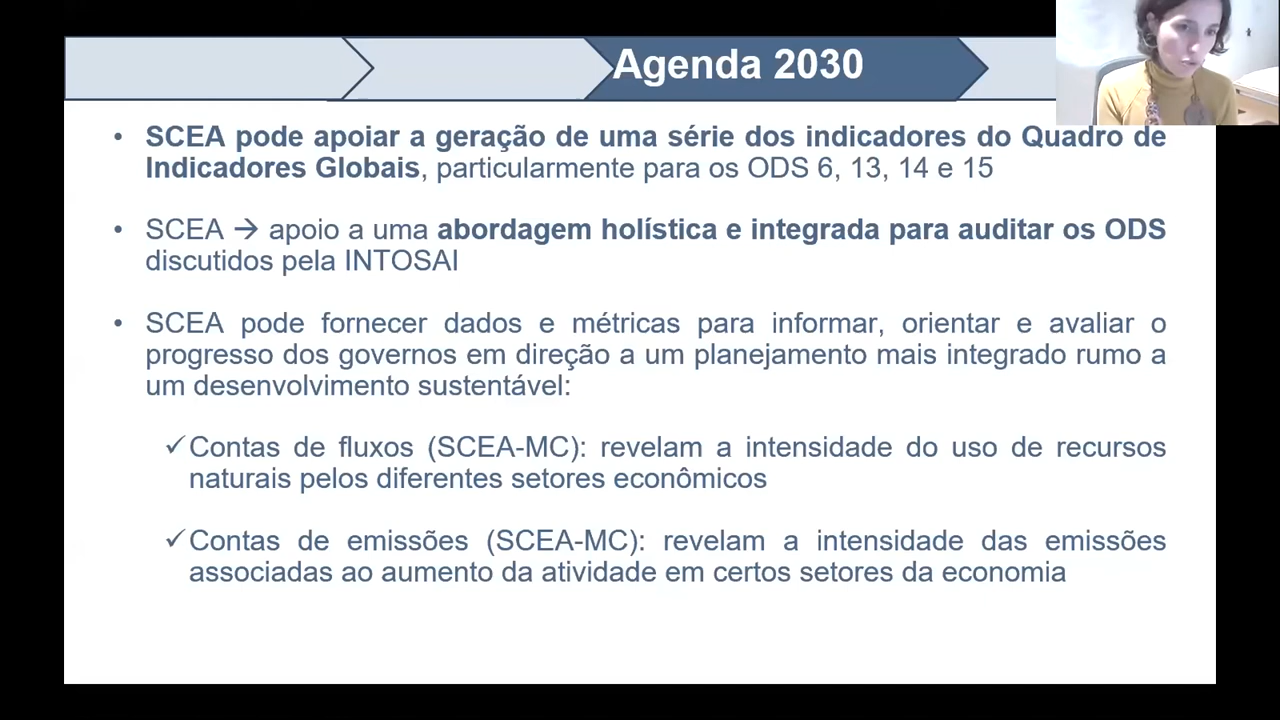 Agenda 2030
• SCEA pode apoiar a geração de uma série dos indicadores do Quadro de
Indicadores Globais, particularmente para os ODS 6, 13, 14 e 15
• SCEA → apoio a uma abordagem holística e integrada para auditar os ODS
discutidos pela INTOSAI
• SCEA pode fornecer dados e métricas para informar, orientar e avaliar o
progresso dos governos em direção a um planejamento mais integrado rumo a
um desenvolvimento sustentável:
✓Contas de fluxos (SCEA-MC): revelam a intensidade do uso de recursos
naturais pelos diferentes setores econômicos
✓Contas de emissões (SCEA-MC): revelam a intensidade das emissões
associadas ao aumento da atividade em certos setores da economia